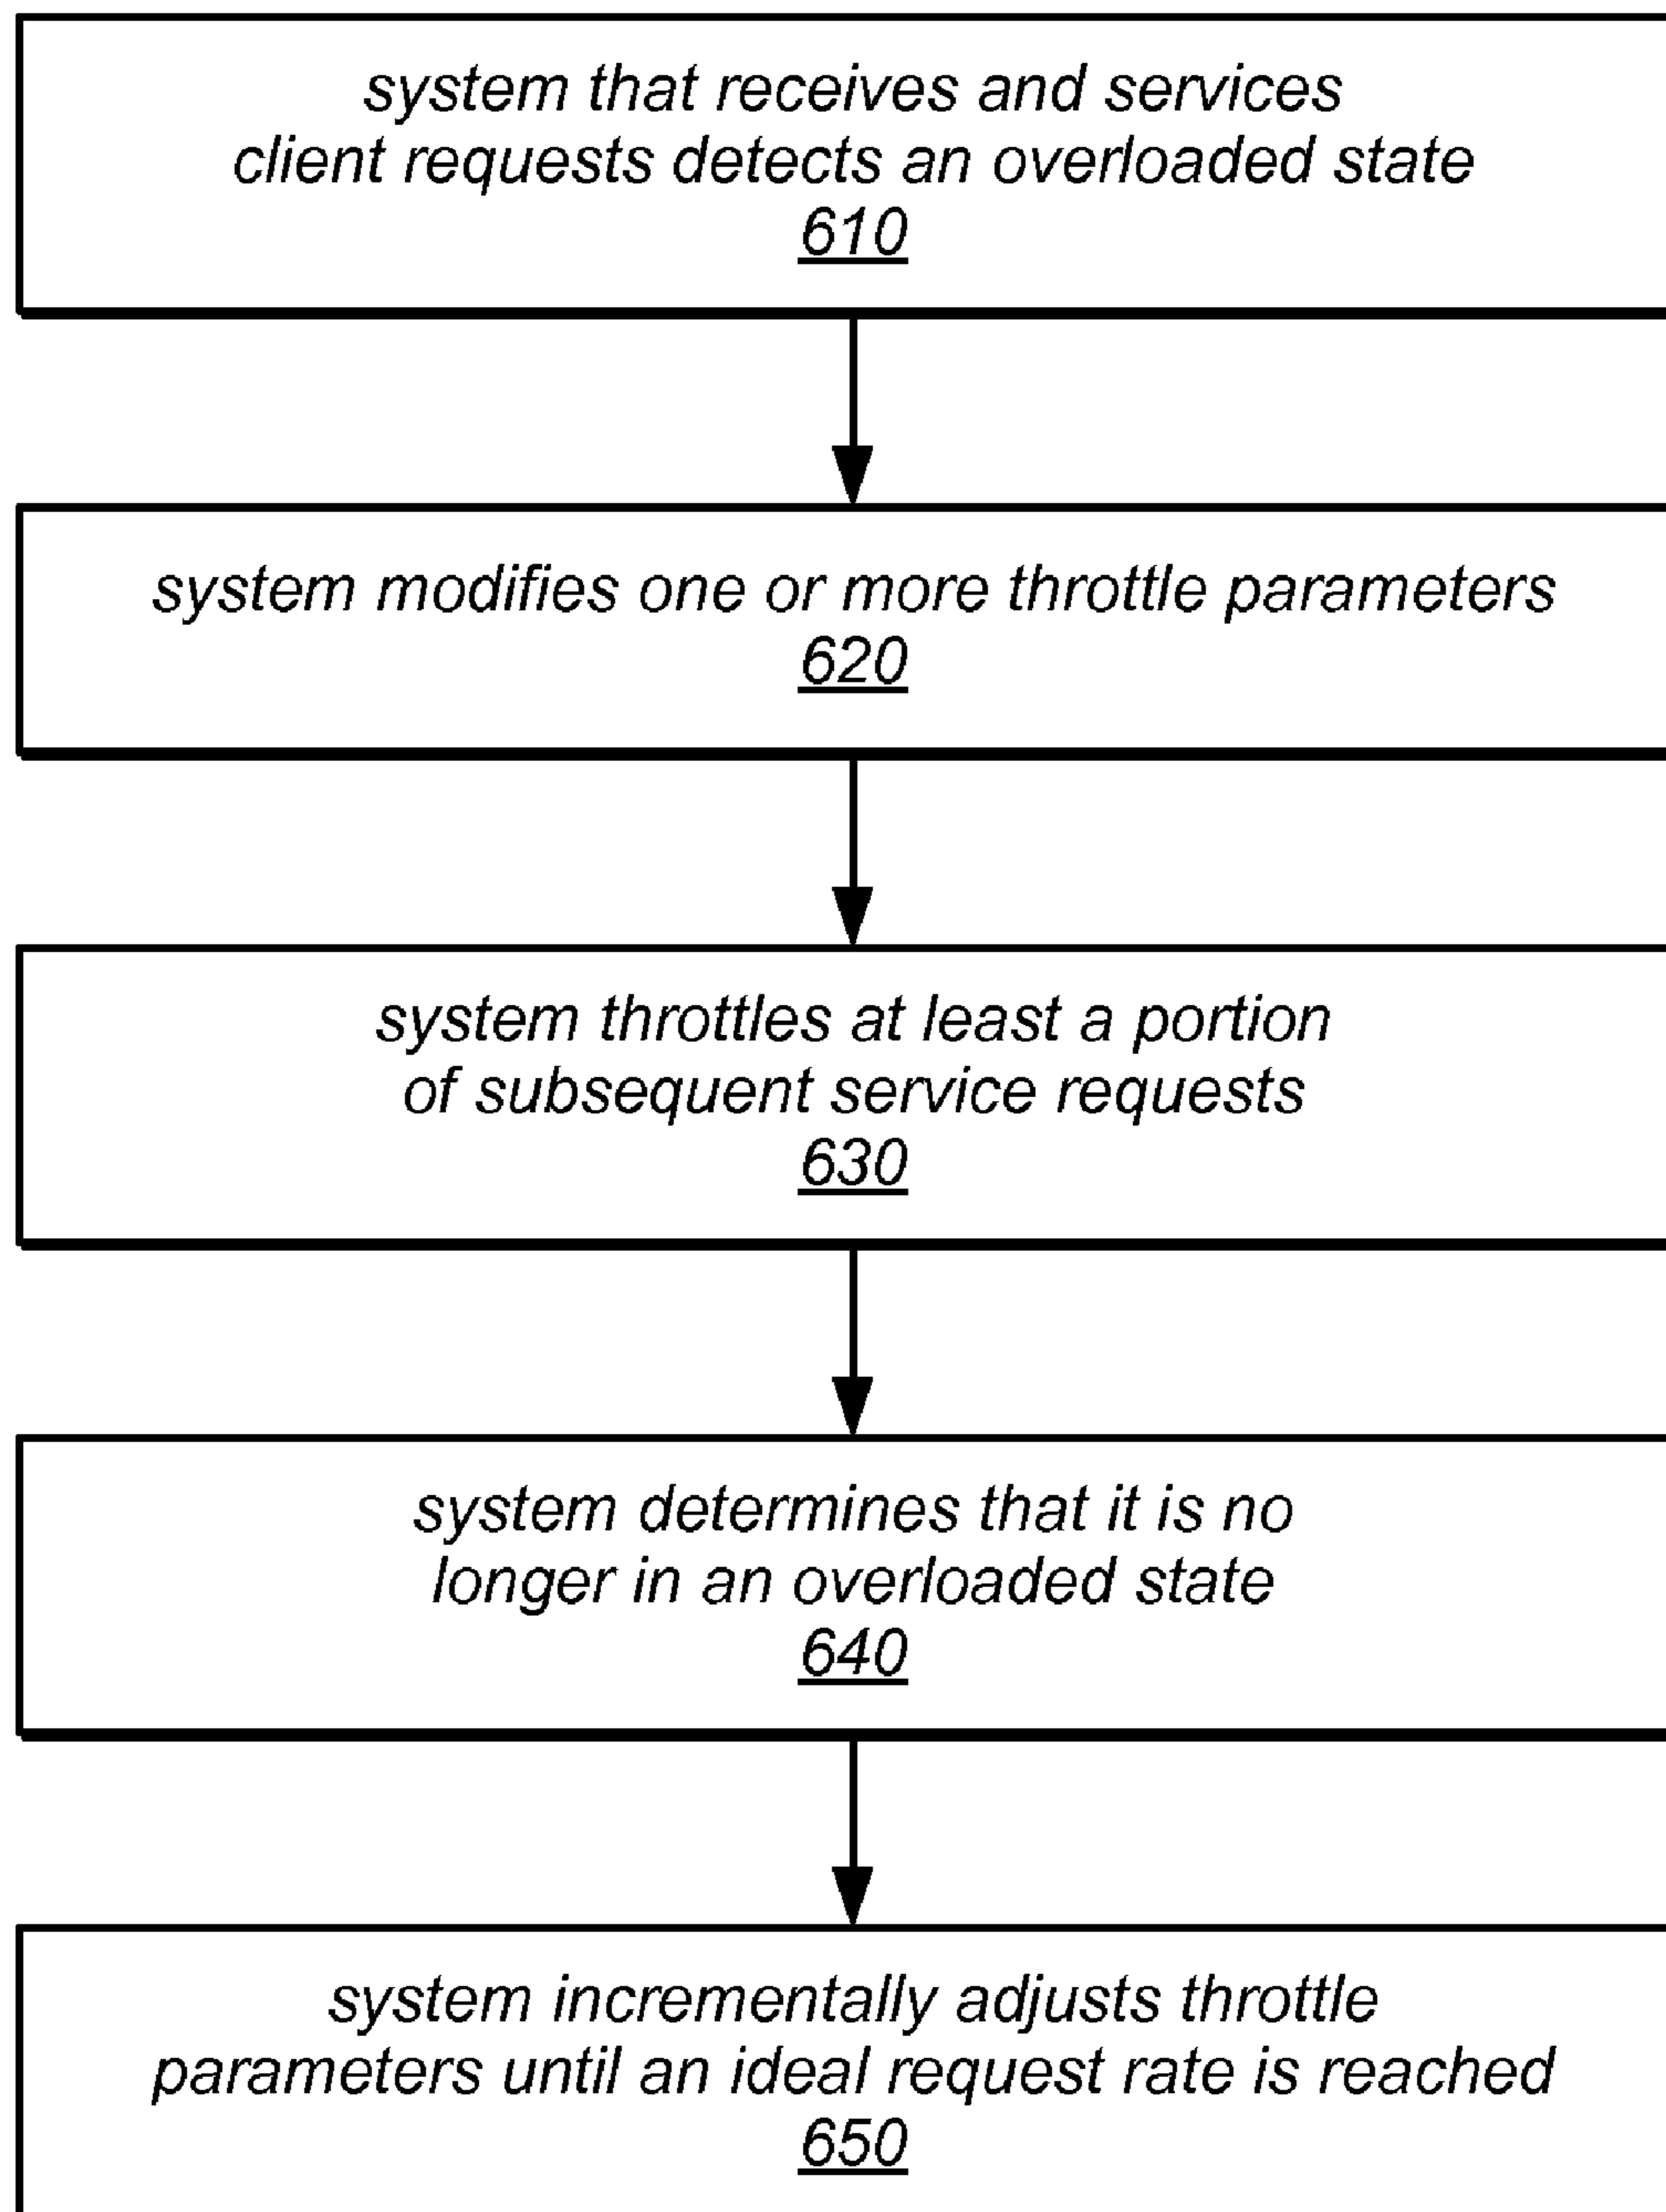 system that receives and services
client requests detects an overloaded state
610
system modifies one or more throttle parameters
620
system throttles at least a portion
of subsequent service requests
630
system determines that it is no
longer in an overloaded state
640
system incrementally adjusts throttle
parameters until an ideal request rate is reached
650